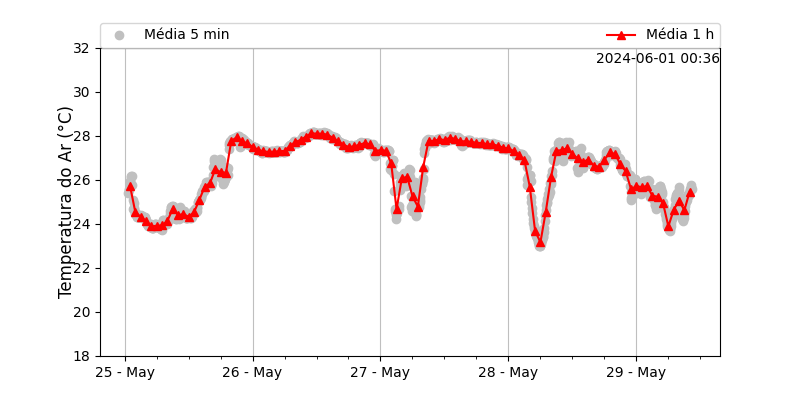 Média 5 min
Média 1 h
2024-06-01 00:36
Temperatura do Ar (°C)
32
30
28
26
24
22
20
18
25 - May
26 - May
27 - May
28 - May
29 - May